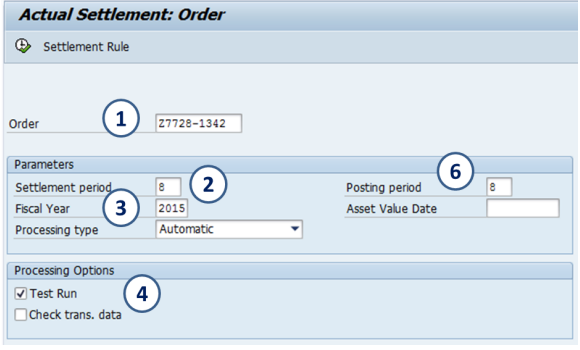 Actual Settlement: Order
Settlement Rule
Order 1 Z7728-1342
Parameters
Settlement period 8 2 Posting period 6 8
Fiscal Year 3 2015 Asset Value Date
Processing type Automatic
Processing Options
Test Run 4
Check trans. data